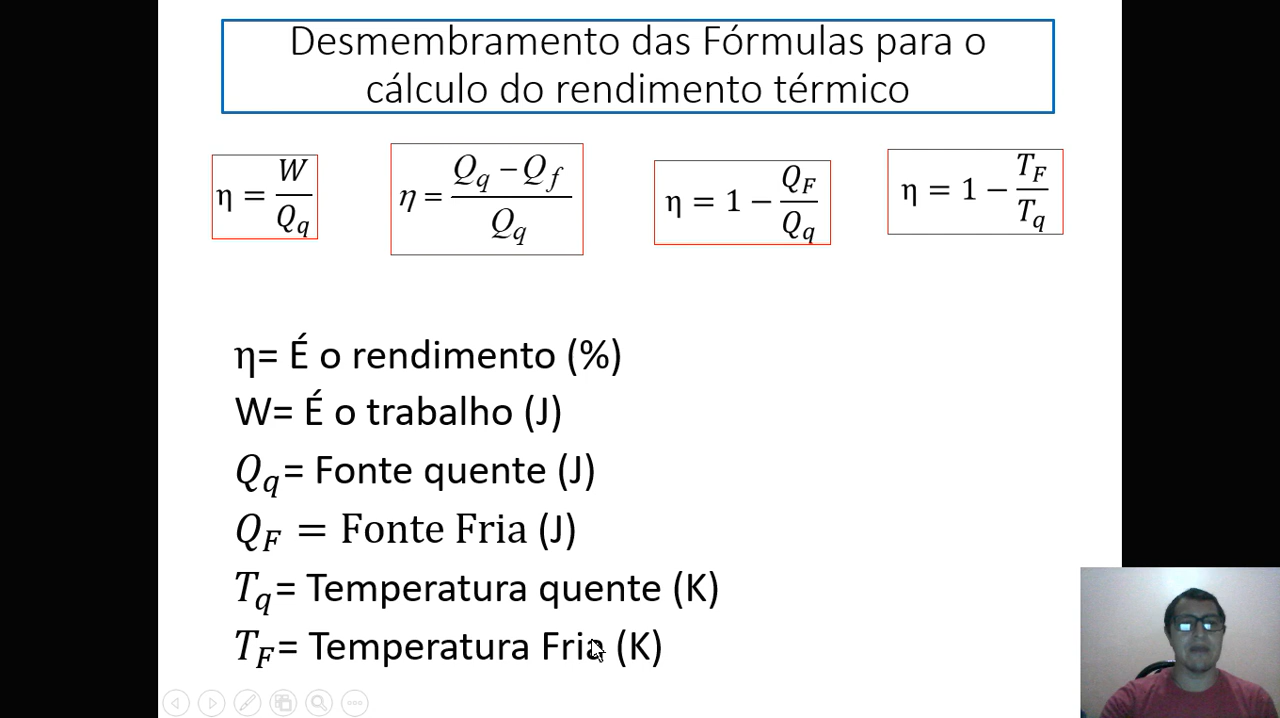 Desmembramento das Fórmulas para o
cálculo do rendimento térmico
η = W/Q_q
η = (Q_q − Q_f)/Q_q
η = 1 − Q_F/Q_q
η = 1 − T_F/T_q
η= É o rendimento (%)
W= É o trabalho (J)
Q_q= Fonte quente (J)
Q_F = Fonte Fria (J)
T_q= Temperatura quente (K)
T_F= Temperatura Fria (K)